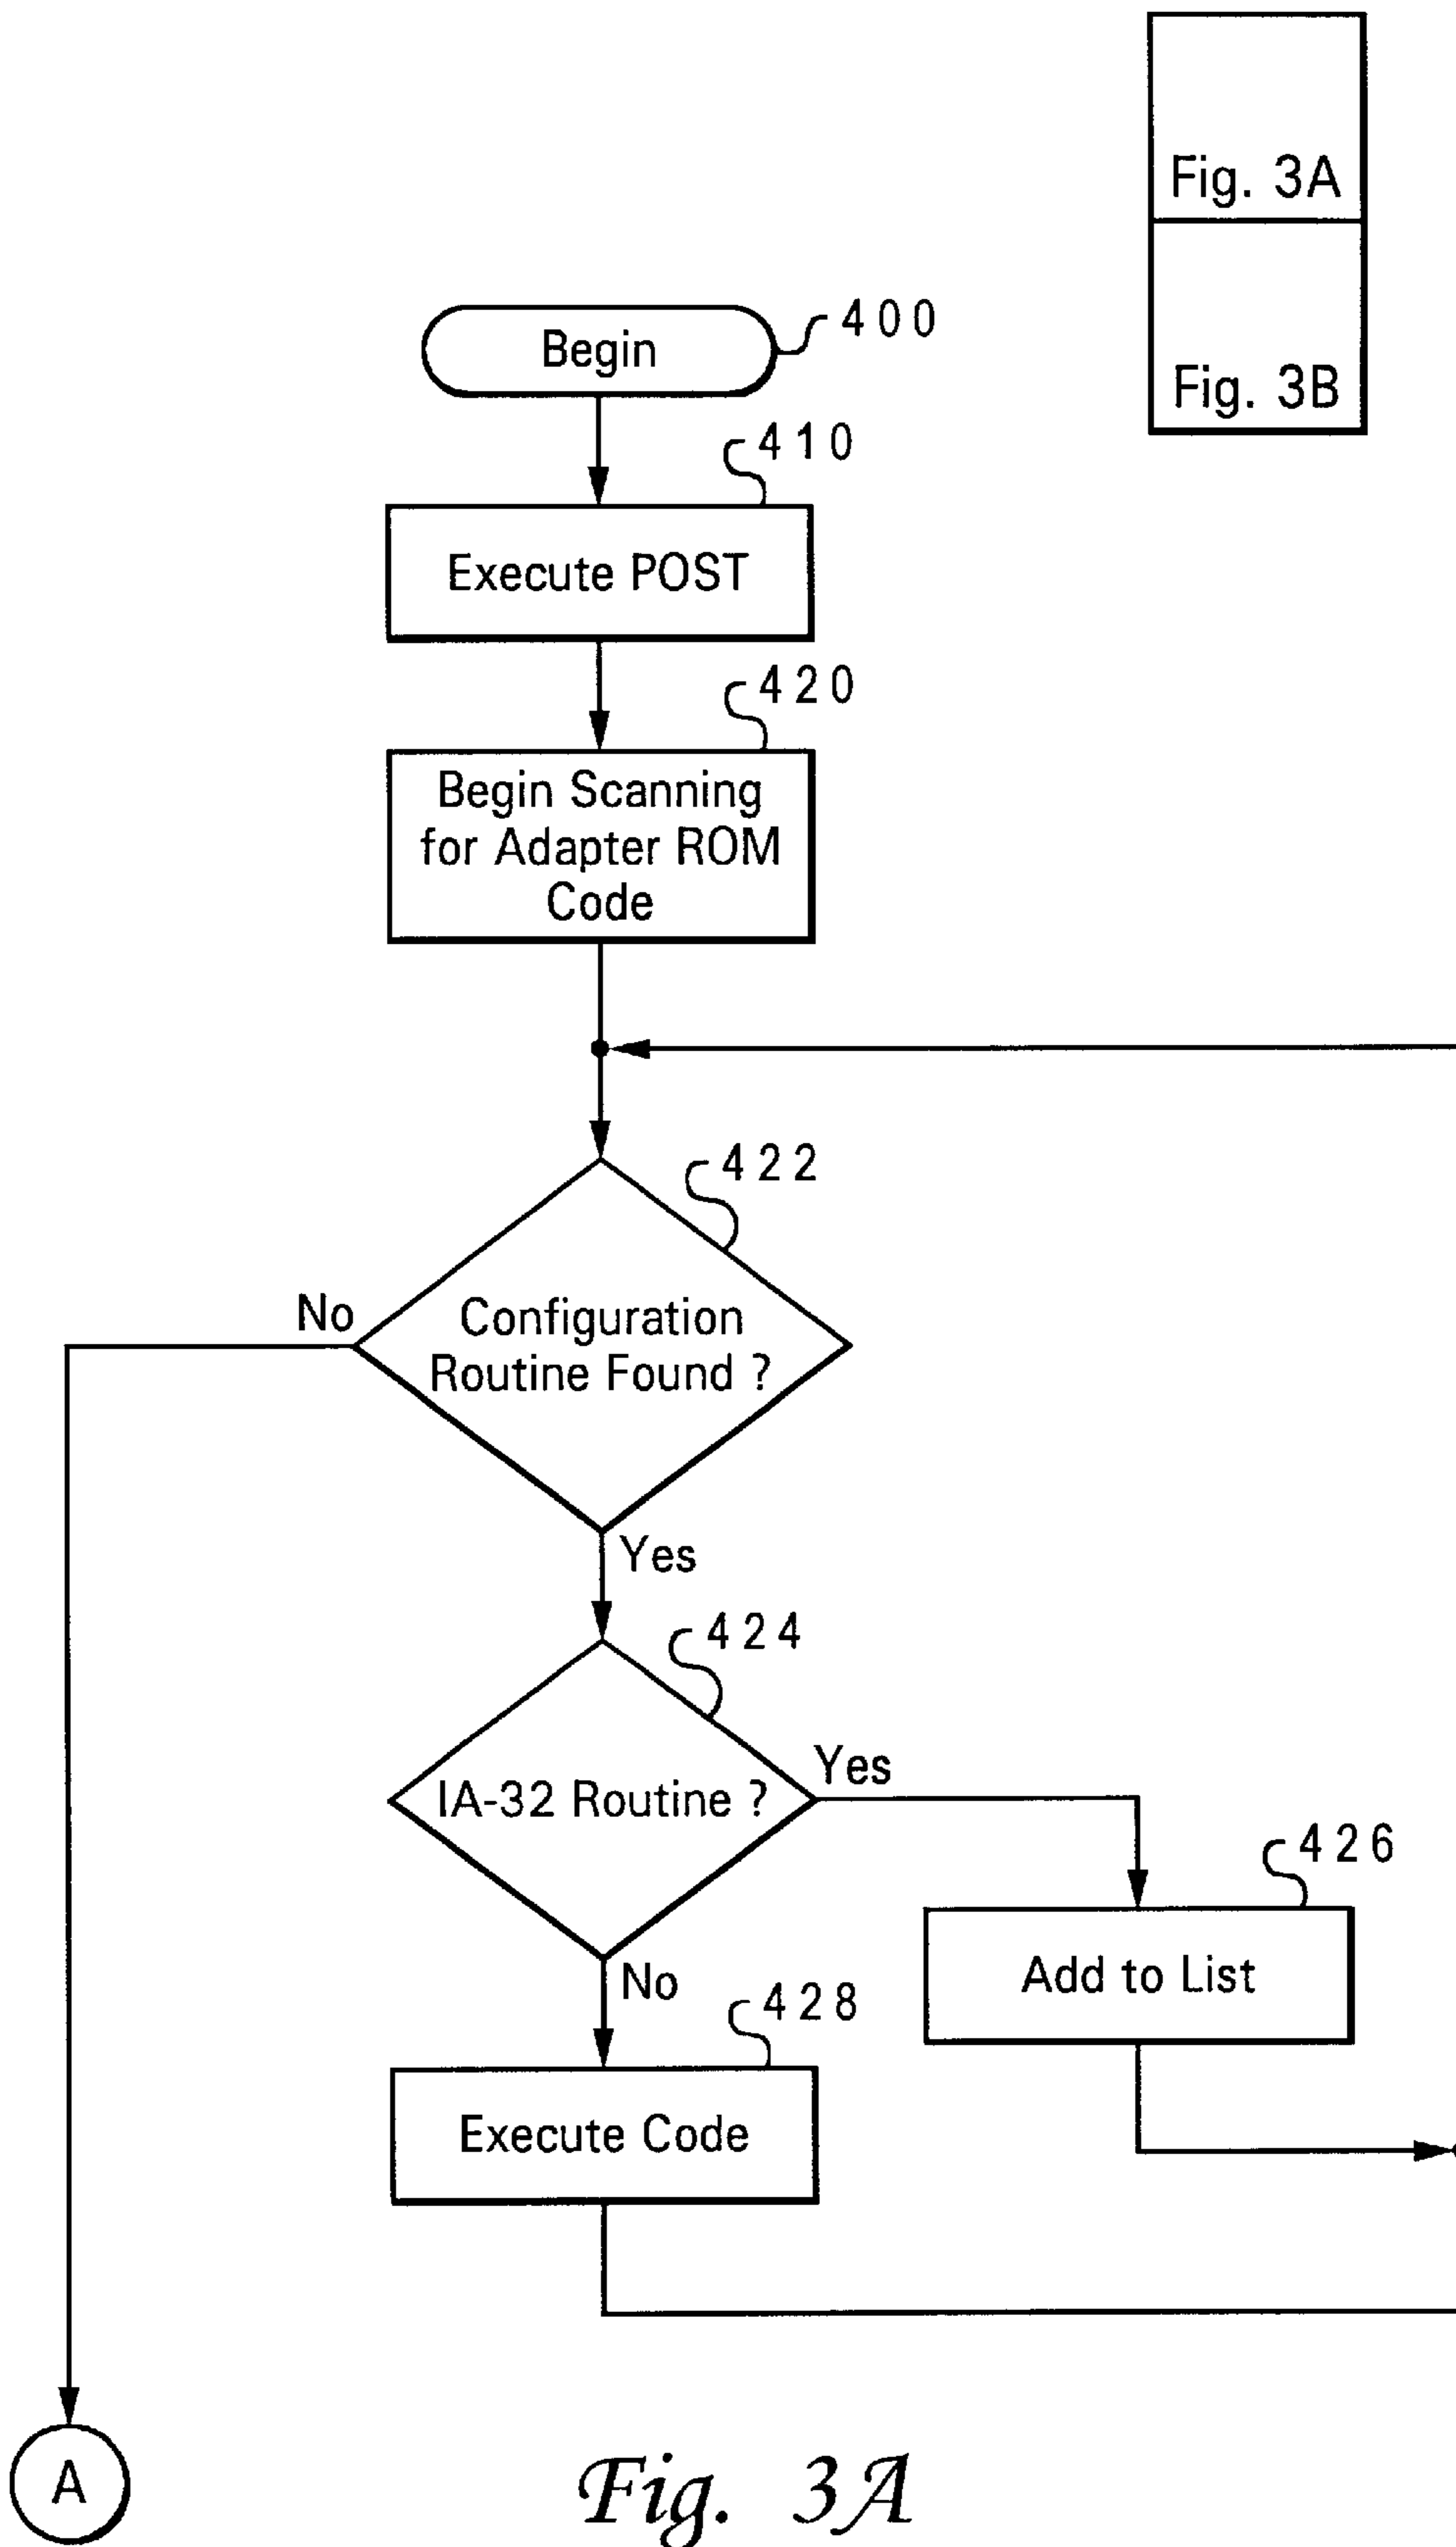 Fig. 3A
Fig. 3B
Begin
400
410
Execute POST
420
Begin Scanning
for Adapter ROM
Code
422
No
Configuration
Routine Found ?
Yes
424
IA-32 Routine ?
Yes
426
Add to List
No
428
Execute Code
A
Fig. 3A